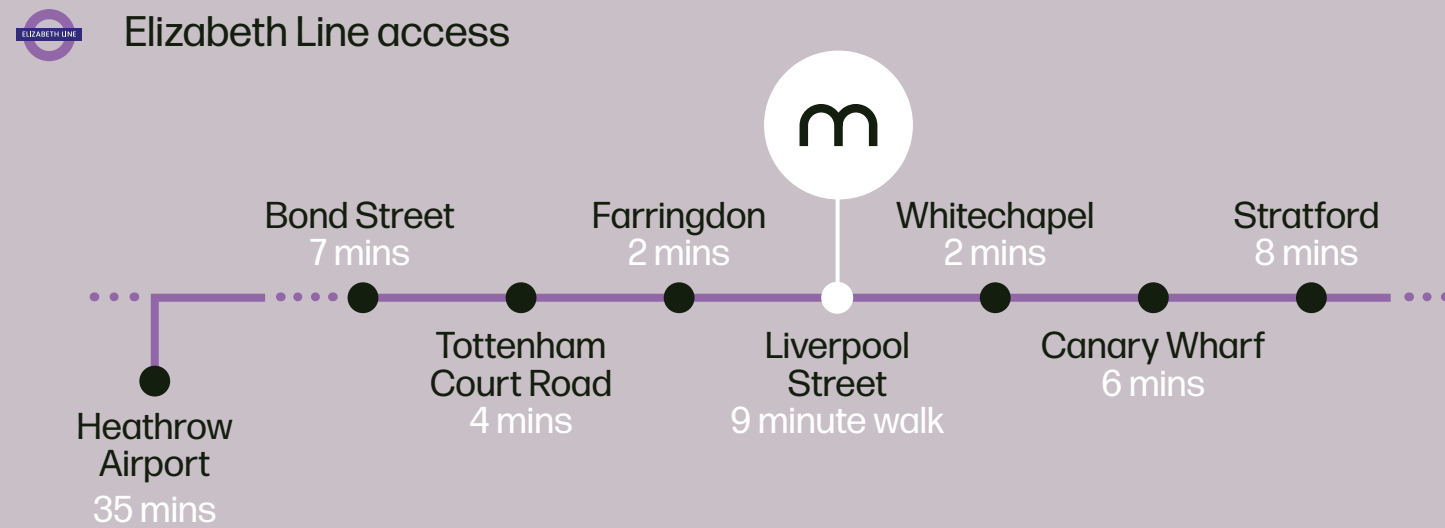 ELIZABETH LINE
Elizabeth Line access
m
Bond Street
7 mins
Farringdon
2 mins
Whitechapel
2 mins
Stratford
8 mins
Tottenham
Court Road
4 mins
Liverpool
Street
9 minute walk
Canary Wharf
6 mins
Heathrow
Airport
35 mins